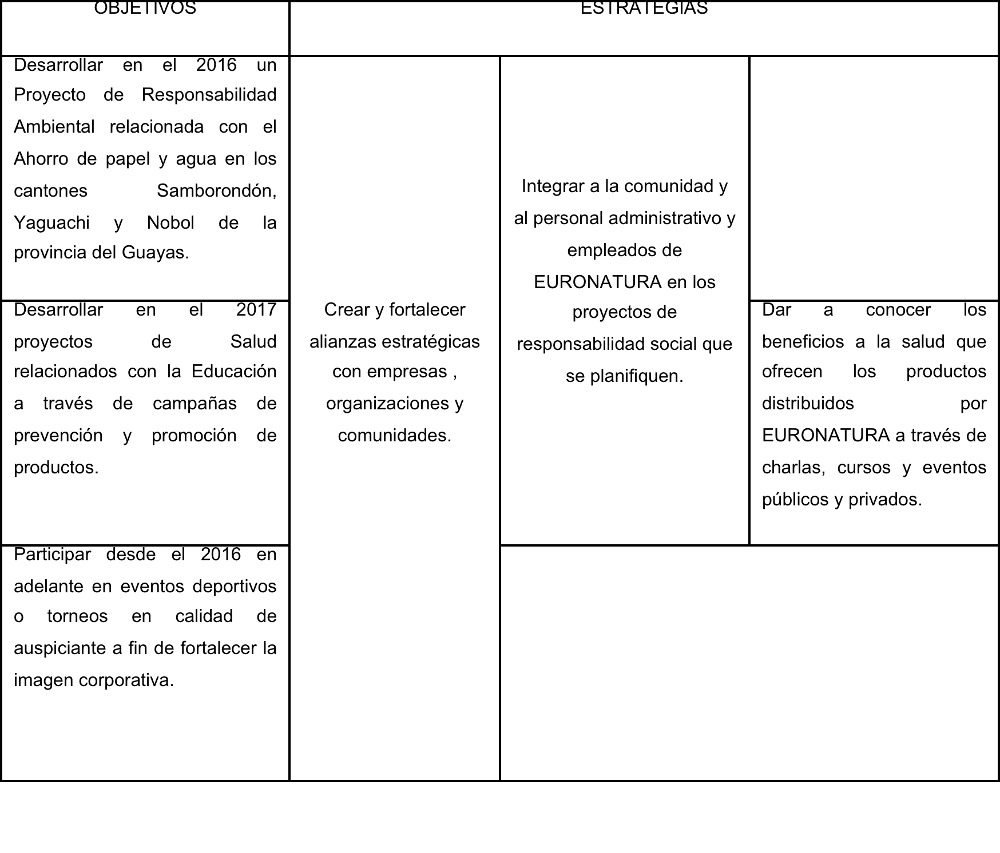 OBJETIVOS
ESTRATEGIAS
Desarrollar en el 2016 un
Proyecto de Responsabilidad
Ambiental relacionada con el
Ahorro de papel y agua en los
cantones Samborondón,
Yaguachi y Nobol de la
provincia del Guayas.
Crear y fortalecer
alianzas estratégicas
con empresas ,
organizaciones y
comunidades.
Integrar a la comunidad y
al personal administrativo y
empleados de
EURONATURA en los
proyectos de
responsabilidad social que
se planifiquen.
Desarrollar en el 2017
proyectos de Salud
relacionados con la Educación
a través de campañas de
prevención y promoción de
productos.
Dar a conocer los
beneficios a la salud que
ofrecen los productos
distribuidos por
EURONATURA a través de
charlas, cursos y eventos
públicos y privados.
Participar desde el 2016 en
adelante en eventos deportivos
o torneos en calidad de
auspiciante a fin de fortalecer la
imagen corporativa.